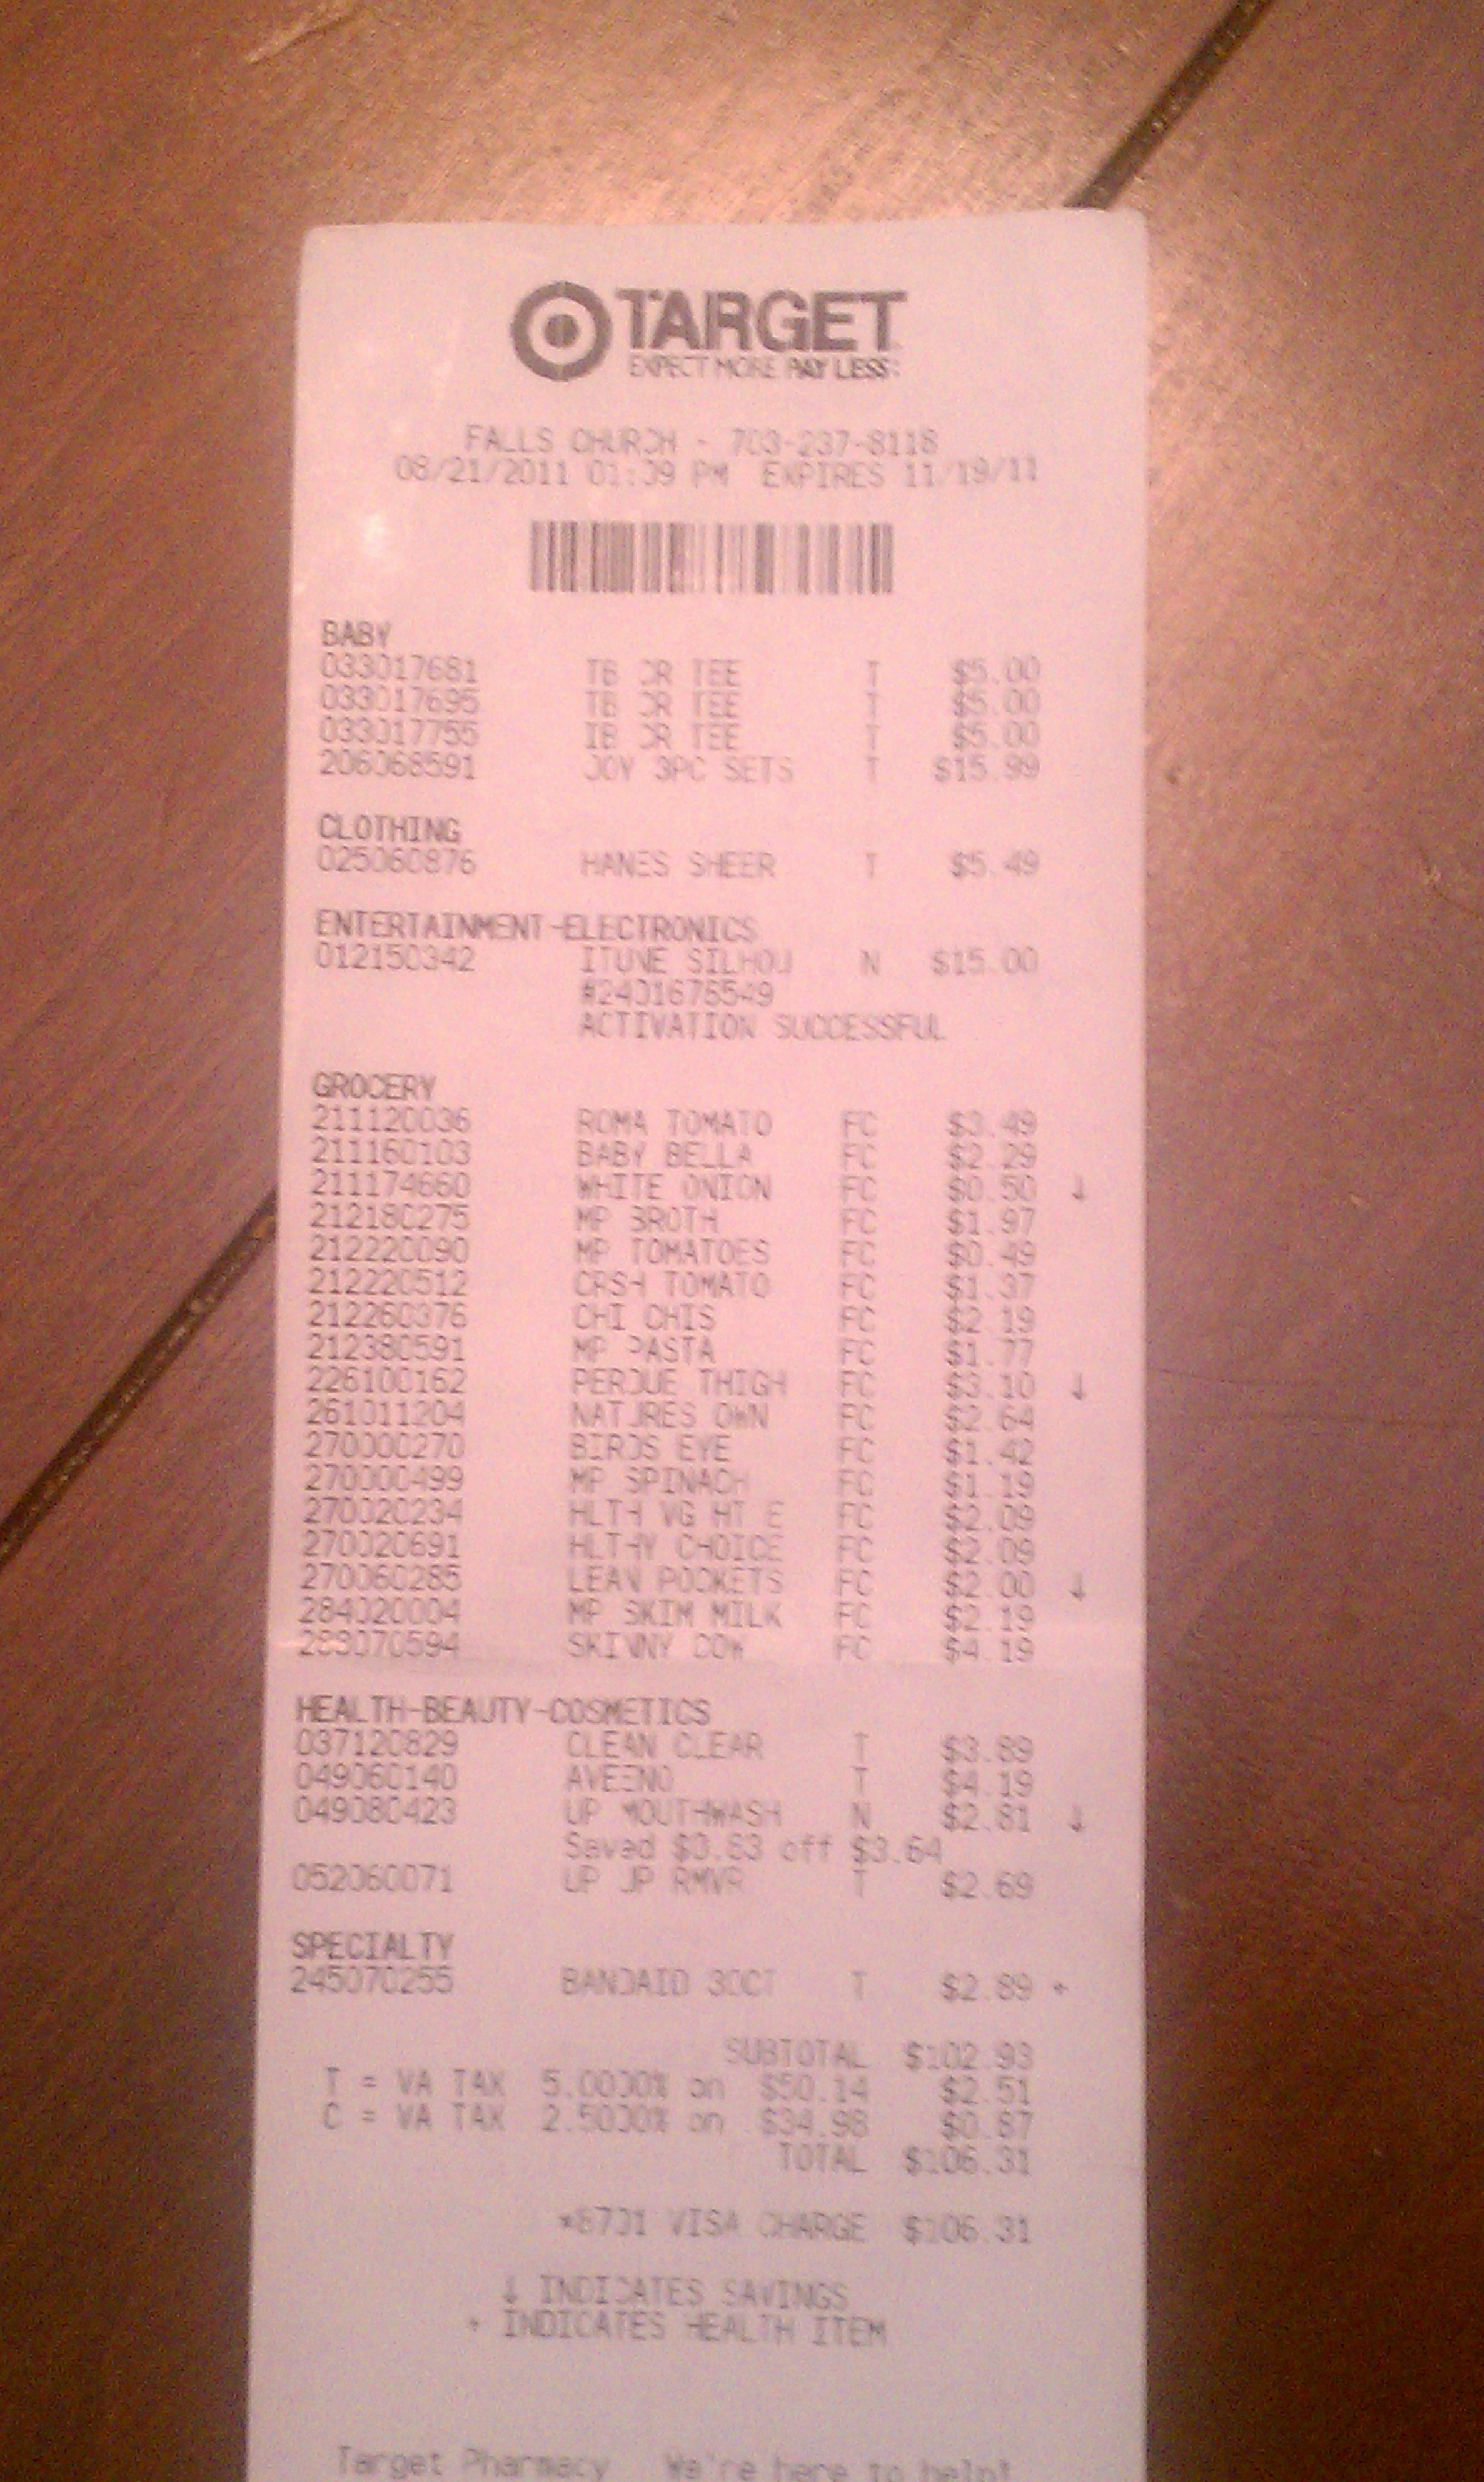 TARGET
EXPECT MORE PAY LESS.
FALLS CHURCH - 703-237-8118
08/21/2011 01:09 PM EXPIRES 11/19/11
BABY
033017681 TB CR TEE T $5.00
033017695 TB CR TEE T $5.00
033017755 TB CR TEE T $5.00
206068591 JOY 3PC SETS T $15.99
CLOTHING
025060876 HANES SHEER T $5.49
ENTERTAINMENT-ELECTRONICS
012150342 ITUNE SILHOU N $15.00
#2401676549
ACTIVATION SUCCESSFUL
GROCERY
211120036 ROMA TOMATO FC $3.49
211160103 BABY BELLA FC $2.29
211174660 WHITE ONION FC $0.50 ↓
212180275 MP BROTH FC $1.97
212220090 MP TOMATOES FC $0.49
212220512 CRSH TOMATO FC $1.37
212260376 CHI CHIS FC $2.19
212380591 MP PASTA FC $1.77
226100162 PERDUE THIGH FC $3.10 ↓
261011204 NATURES OWN FC $2.64
270000270 BIRDS EYE FC $1.42
270000499 MP SPINACH FC $1.19
270020234 HLTH VG HT E FC $2.09
270020691 HLTHY CHOICE FC $2.09
270060285 LEAN POCKETS FC $2.00 ↓
284020004 MP SKIM MILK FC $2.19
288070594 SKINNY COW FC $4.19
HEALTH-BEAUTY-COSMETICS
037120829 CLEAN CLEAR T $3.89
049060140 AVEENO T $4.19
049080423 UP MOUTHWASH N $2.81 ↓
Saved $0.83 off $3.64
052060071 UP UP RMVR T $2.69
SPECIALTY
245070255 BANDAID 30CT T $2.89 +
SUBTOTAL $102.93
T = VA TAX 5.0000% on $50.14 $2.51
C = VA TAX 2.5000% on $34.98 $0.87
TOTAL $106.31
*8701 VISA CHARGE $106.31
↓ INDICATES SAVINGS
+ INDICATES HEALTH ITEM
Target Pharmacy We're here to help!